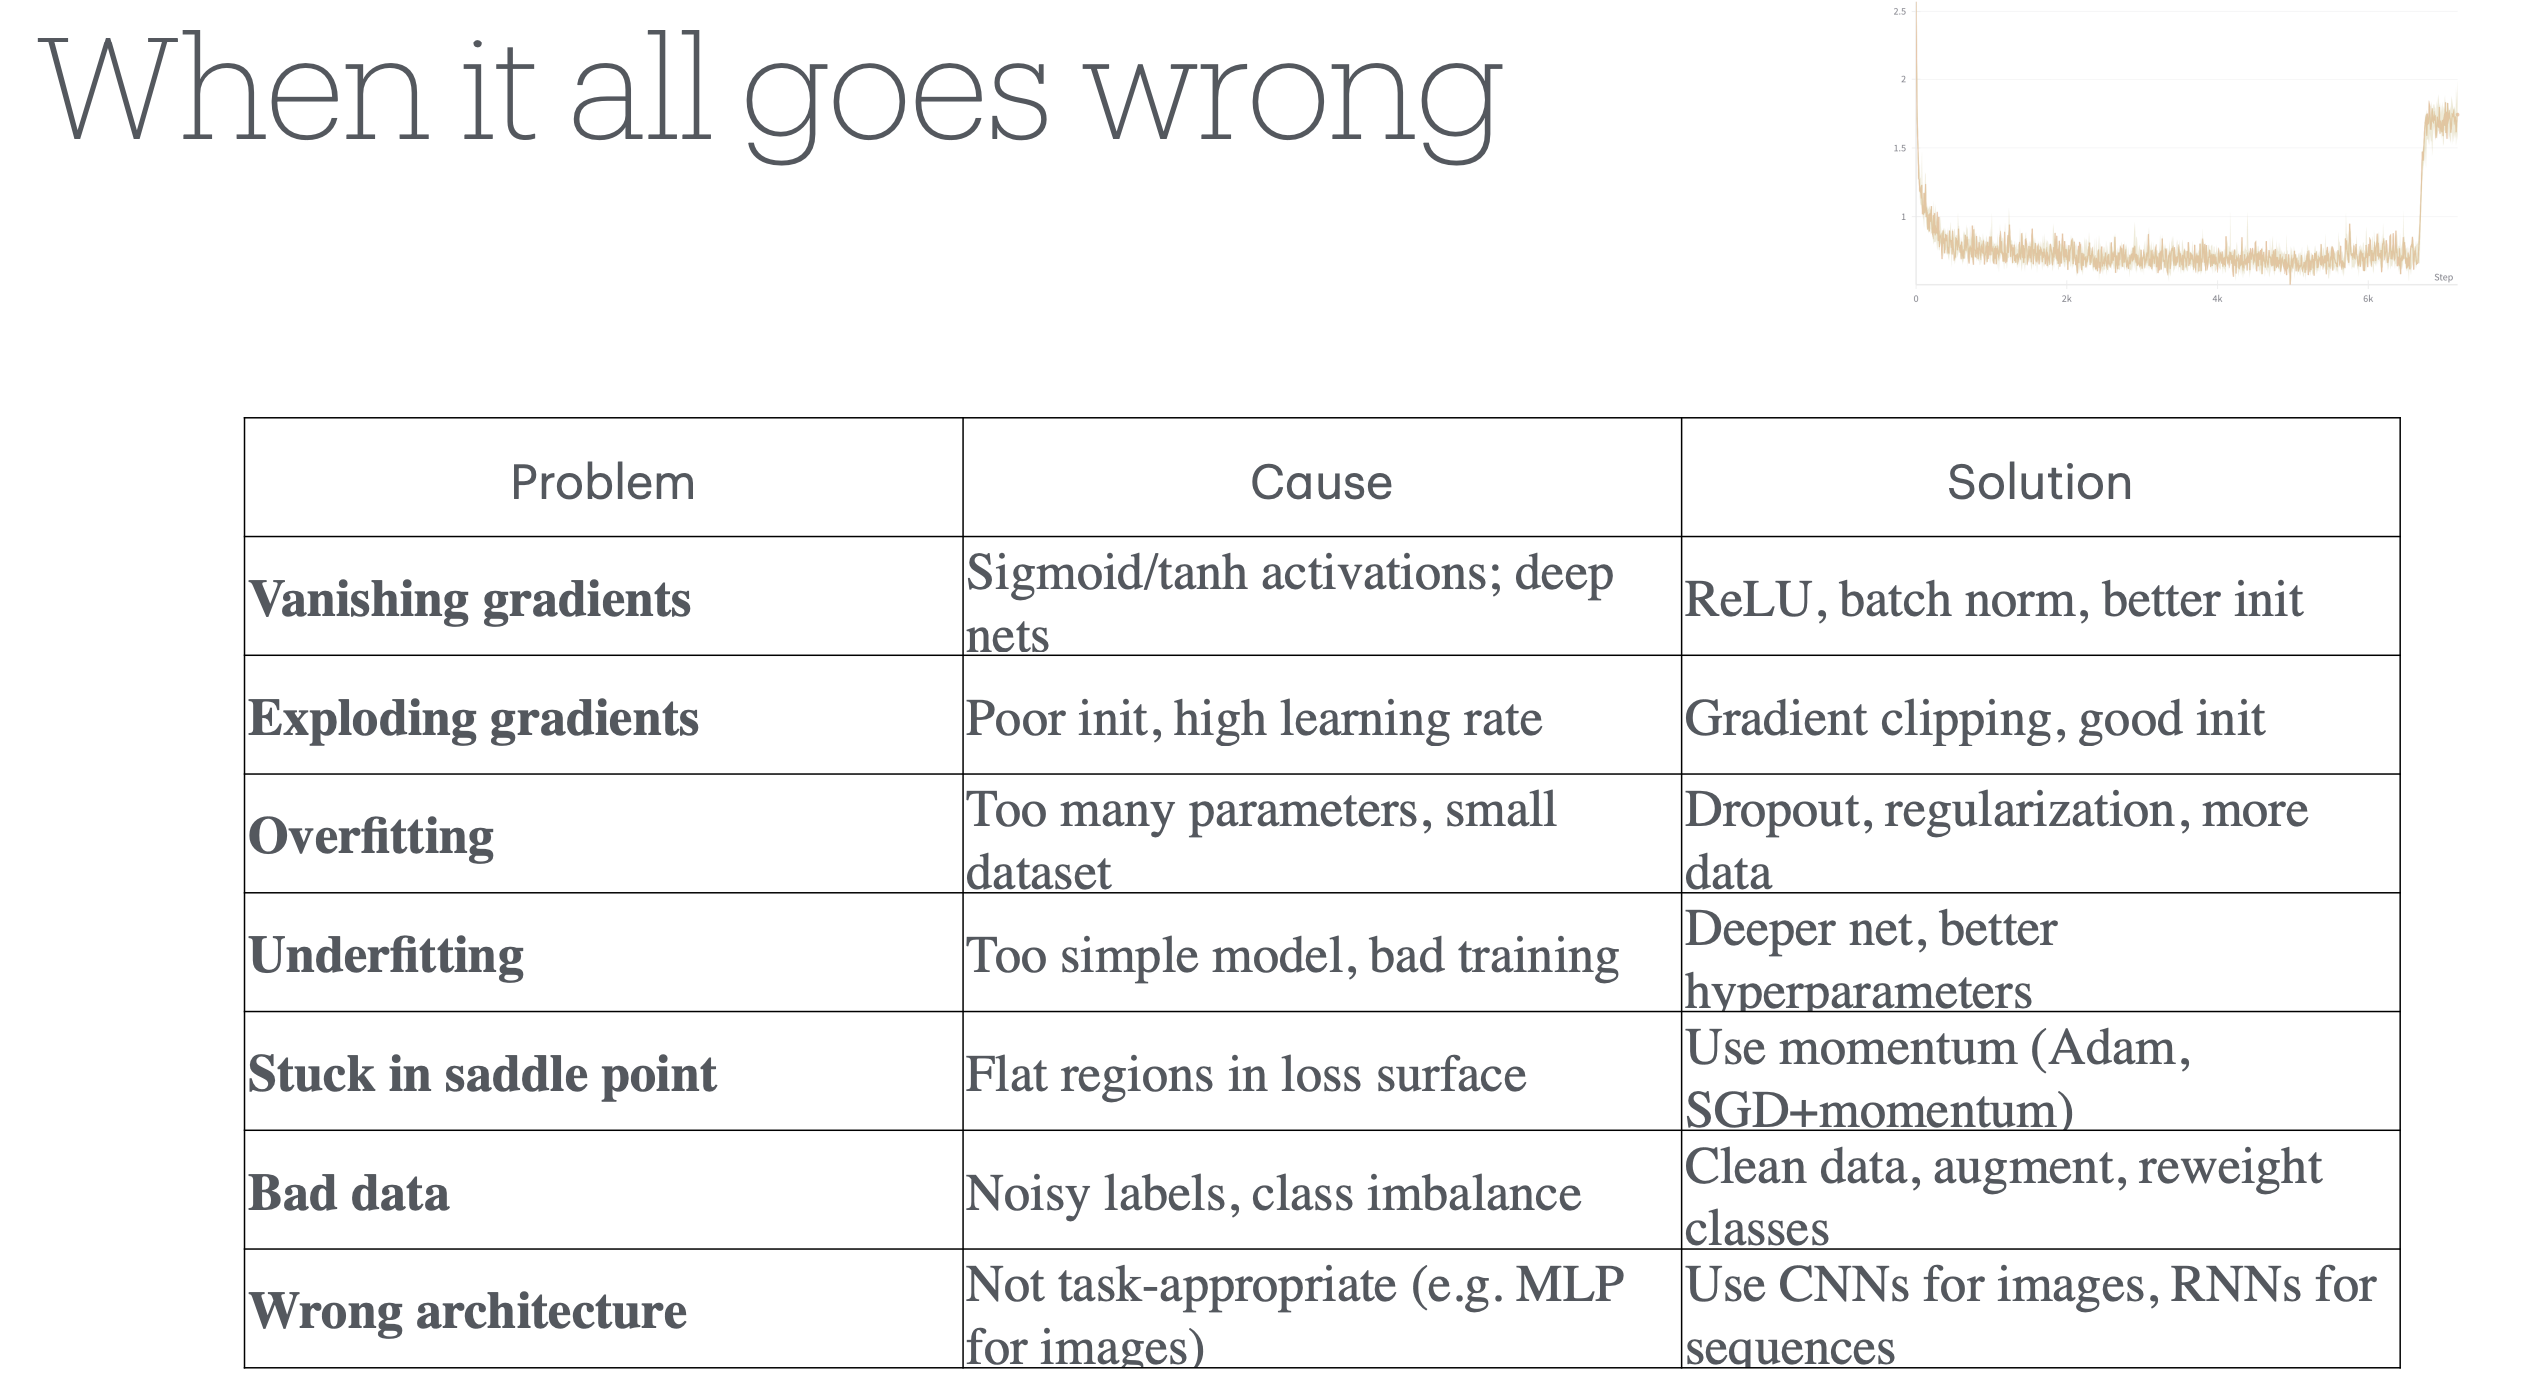 When it all goes wrong
2.5
2
1.5
1
Step
0 2k 4k 6k
Problem Cause Solution
Vanishing gradients
Sigmoid/tanh activations; deep
nets
ReLU, batch norm, better init
Exploding gradients
Poor init, high learning rate
Gradient clipping, good init
Overfitting
Too many parameters, small
dataset
Dropout, regularization, more
data
Underfitting
Too simple model, bad training
Deeper net, better
hyperparameters
Stuck in saddle point
Flat regions in loss surface
Use momentum (Adam,
SGD+momentum)
Bad data
Noisy labels, class imbalance
Clean data, augment, reweight
classes
Wrong architecture
Not task-appropriate (e.g. MLP
for images)
Use CNNs for images, RNNs for
sequences